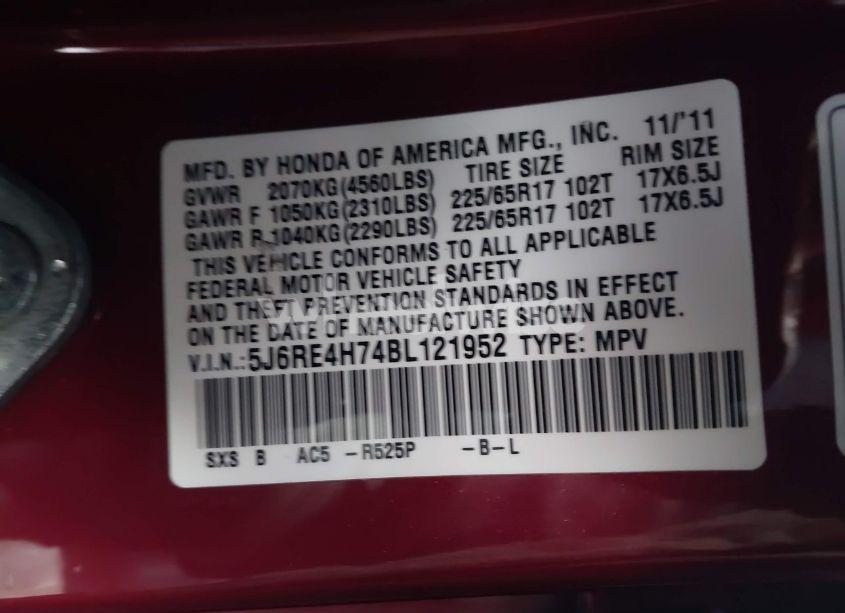 MFD. BY HONDA OF AMERICA MFG., INC. 11/'11
GVWR 2070KG(4560LBS) TIRE SIZE RIM SIZE
GAWR F 1050KG(2310LBS) 225/65R17 102T 17X6.5J
GAWR R 1040KG(2290LBS) 225/65R17 102T 17X6.5J
THIS VEHICLE CONFORMS TO ALL APPLICABLE
FEDERAL MOTOR VEHICLE SAFETY
AND THEFT PREVENTION STANDARDS IN EFFECT
ON THE DATE OF MANUFACTURE SHOWN ABOVE.
V.I.N.: 5J6RE4H74BL121952 TYPE: MPV
SXS B AC5 -R525P -B-L